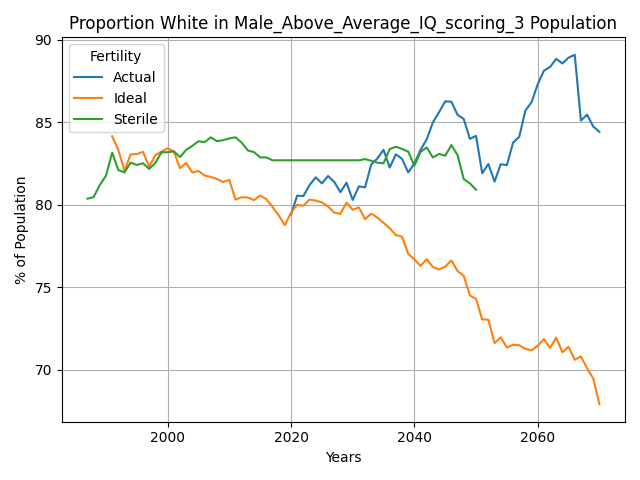 Proportion White in Male_Above_Average_IQ_scoring_3 Population
Fertility
Actual
Ideal
Sterile
% of Population
90
85
80
75
70
2000
2020
2040
2060
Years